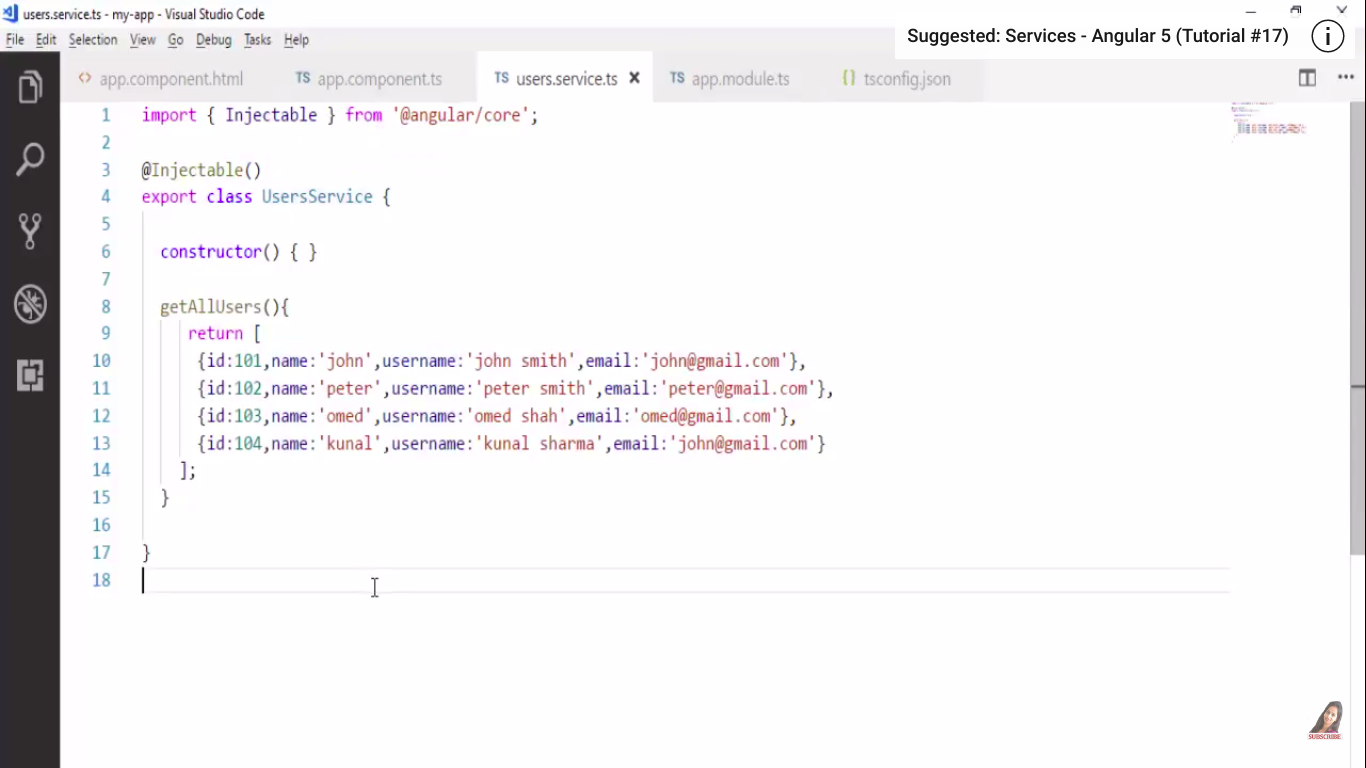 users.service.ts - my-app - Visual Studio Code
File Edit Selection View Go Debug Tasks Help
Suggested: Services - Angular 5 (Tutorial #17)
<> app.component.html TS app.component.ts TS users.service.ts × TS app.module.ts {} tsconfig.json
1 import { Injectable } from '@angular/core';
2
3 @Injectable()
4 export class UsersService {
5
6 constructor() { }
7
8 getAllUsers(){
9 return [
10 {id:101,name:'john',username:'john smith',email:'john@gmail.com'},
11 {id:102,name:'peter',username:'peter smith',email:'peter@gmail.com'},
12 {id:103,name:'omed',username:'omed shah',email:'omed@gmail.com'},
13 {id:104,name:'kunal',username:'kunal sharma',email:'john@gmail.com'}
14 ];
15 }
16
17 }
18
SUBSCRIBE